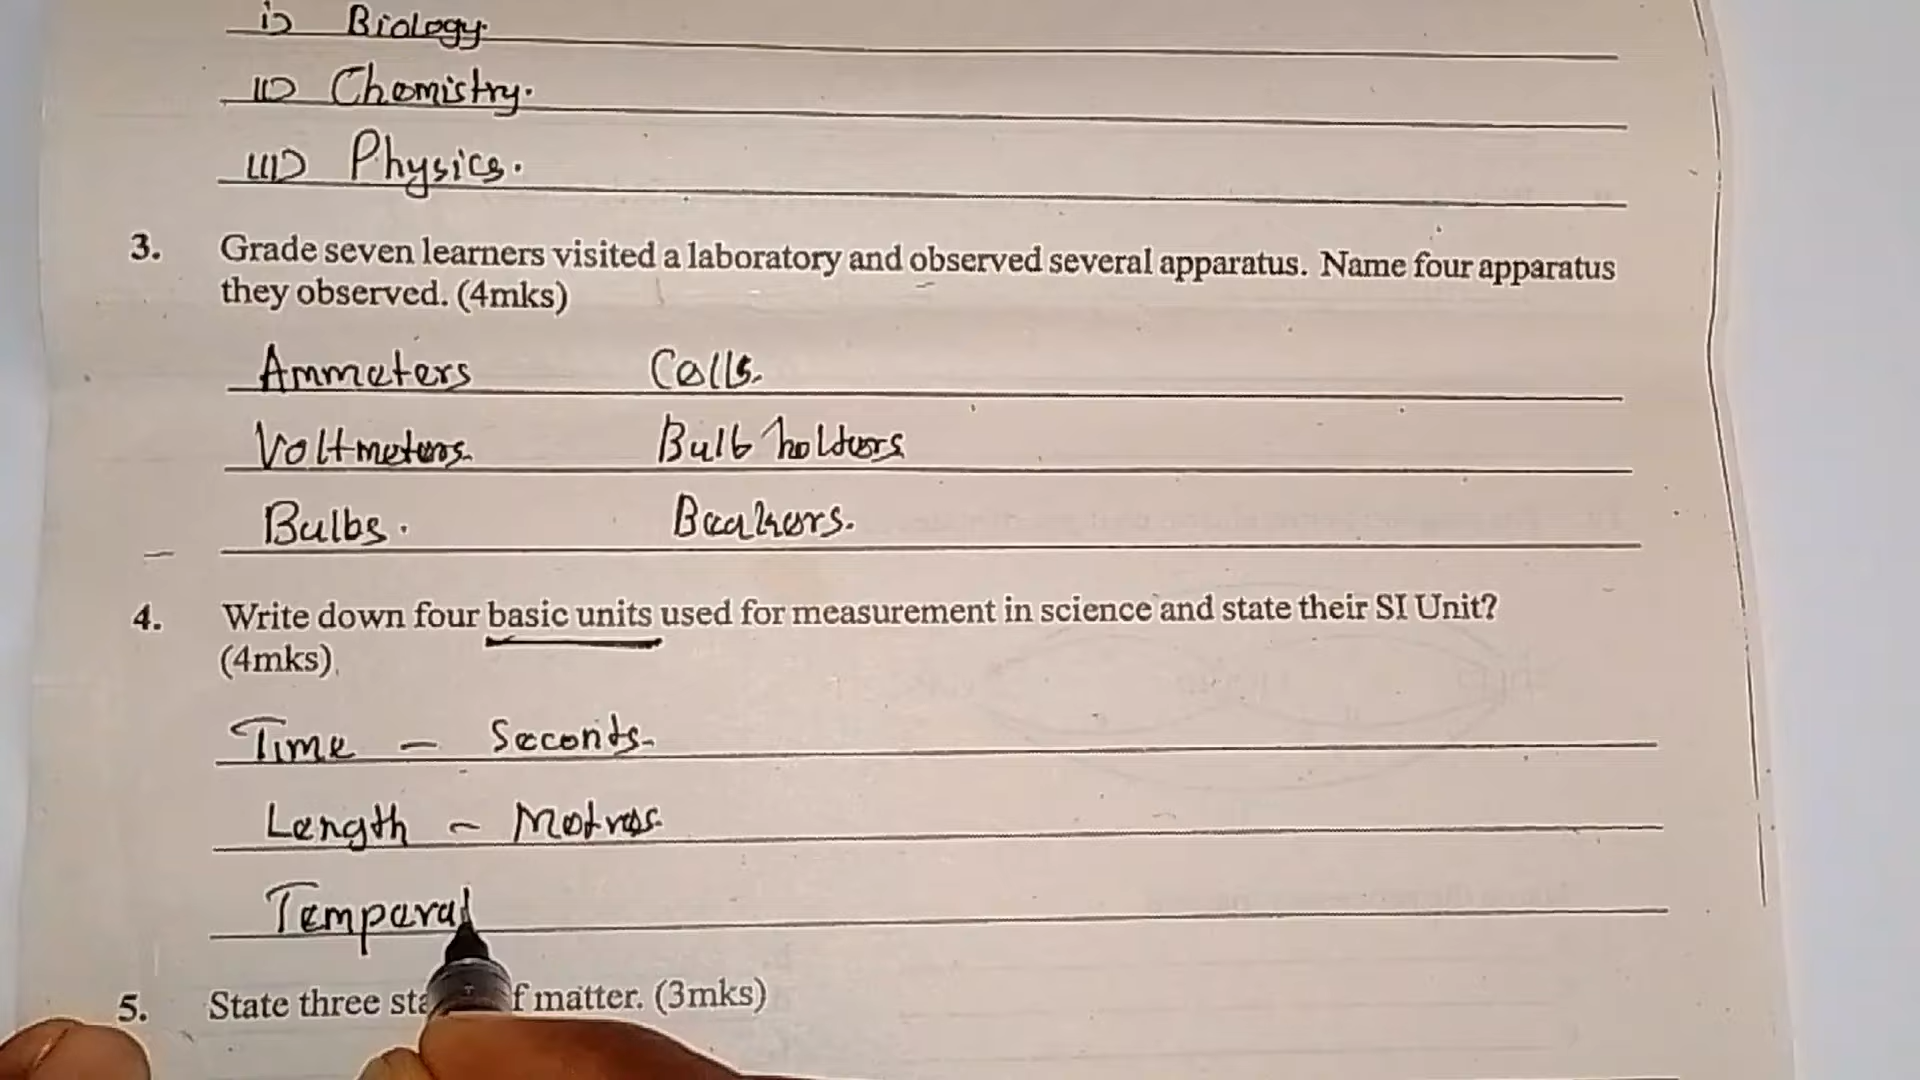 i) Biology.
ii) Chemistry.
iii) Physics.
3. Grade seven learners visited a laboratory and observed several apparatus. Name four apparatus
they observed. (4mks)
Ammeters Cells.
Voltmeters. Bulb holders
Bulbs. Beakers.
4. Write down four basic units used for measurement in science and state their SI Unit?
(4mks)
Time – Seconds.
Length – Metres.
Temperat
5. State three sta f matter. (3mks)